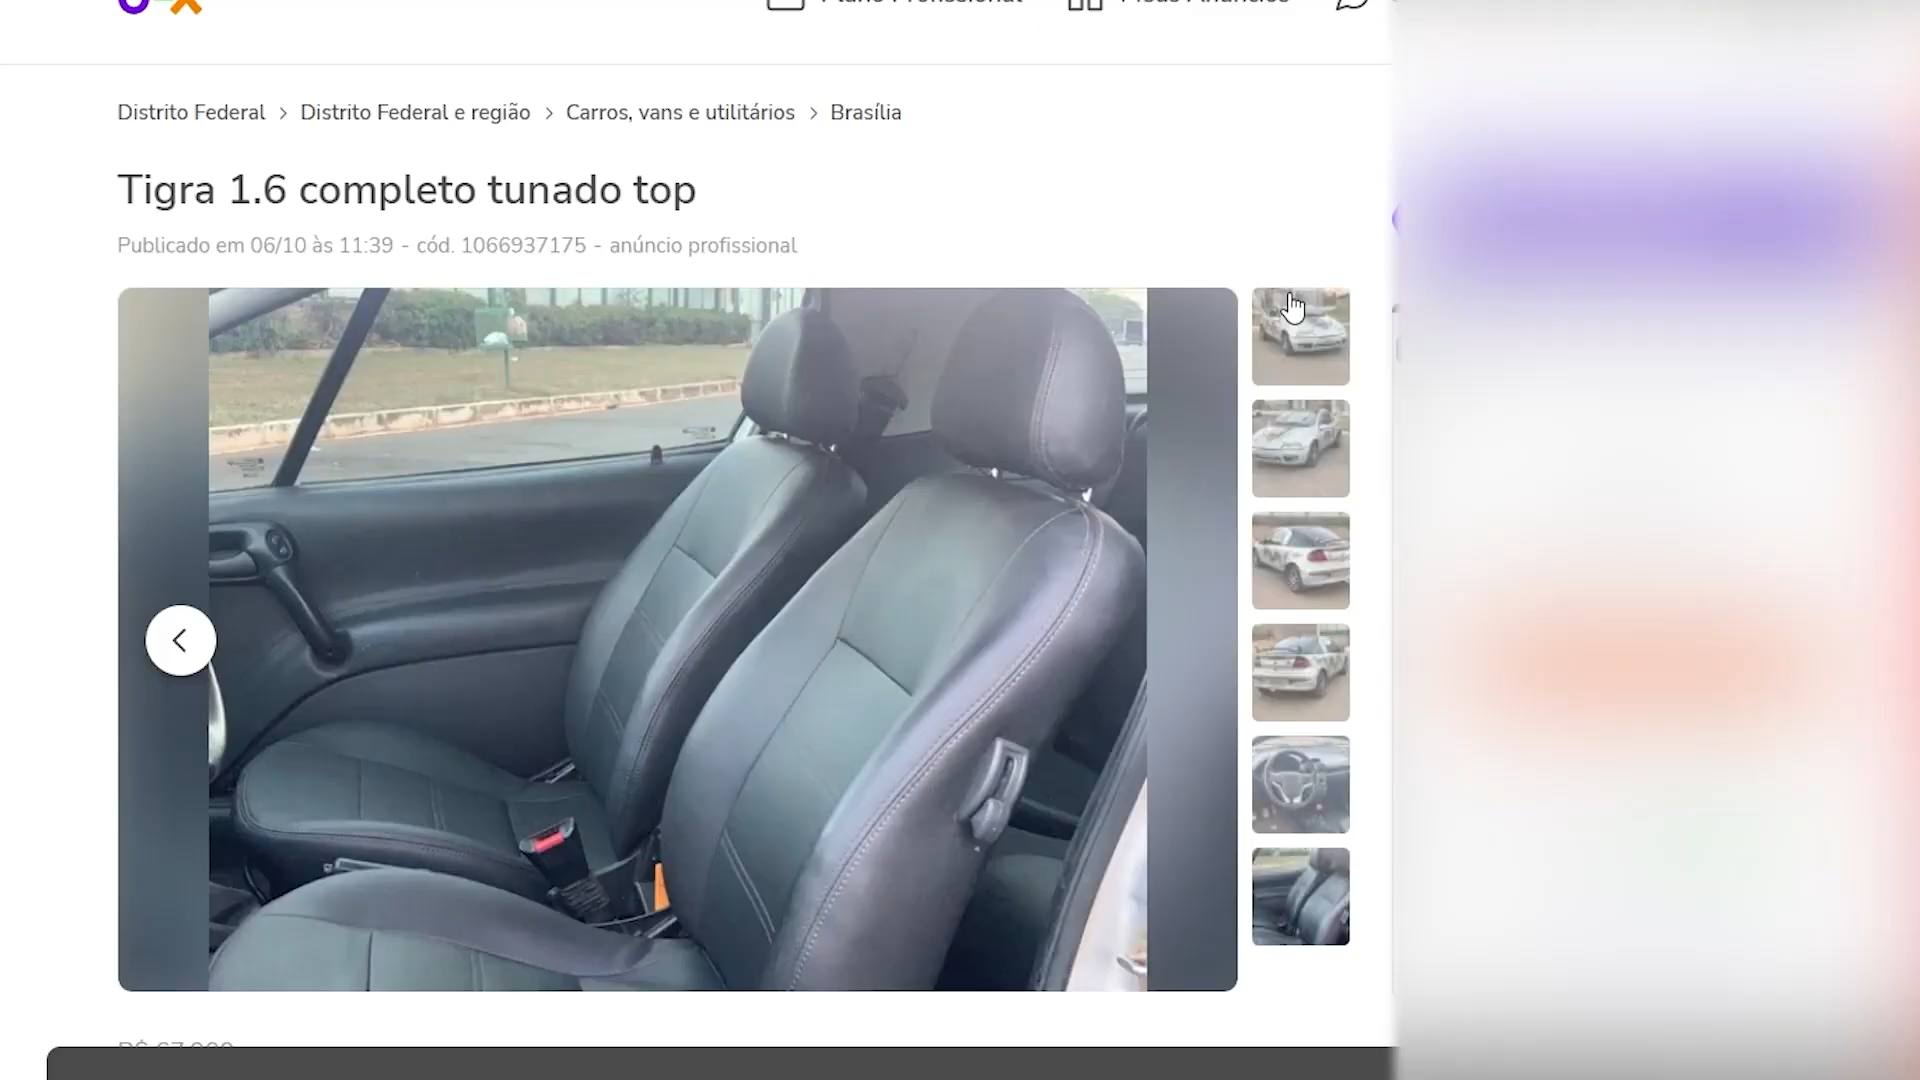 Distrito Federal > Distrito Federal e região > Carros, vans e utilitários > Brasília
Tigra 1.6 completo tunado top
Publicado em 06/10 às 11:39 - cód. 1066937175 - anúncio profissional